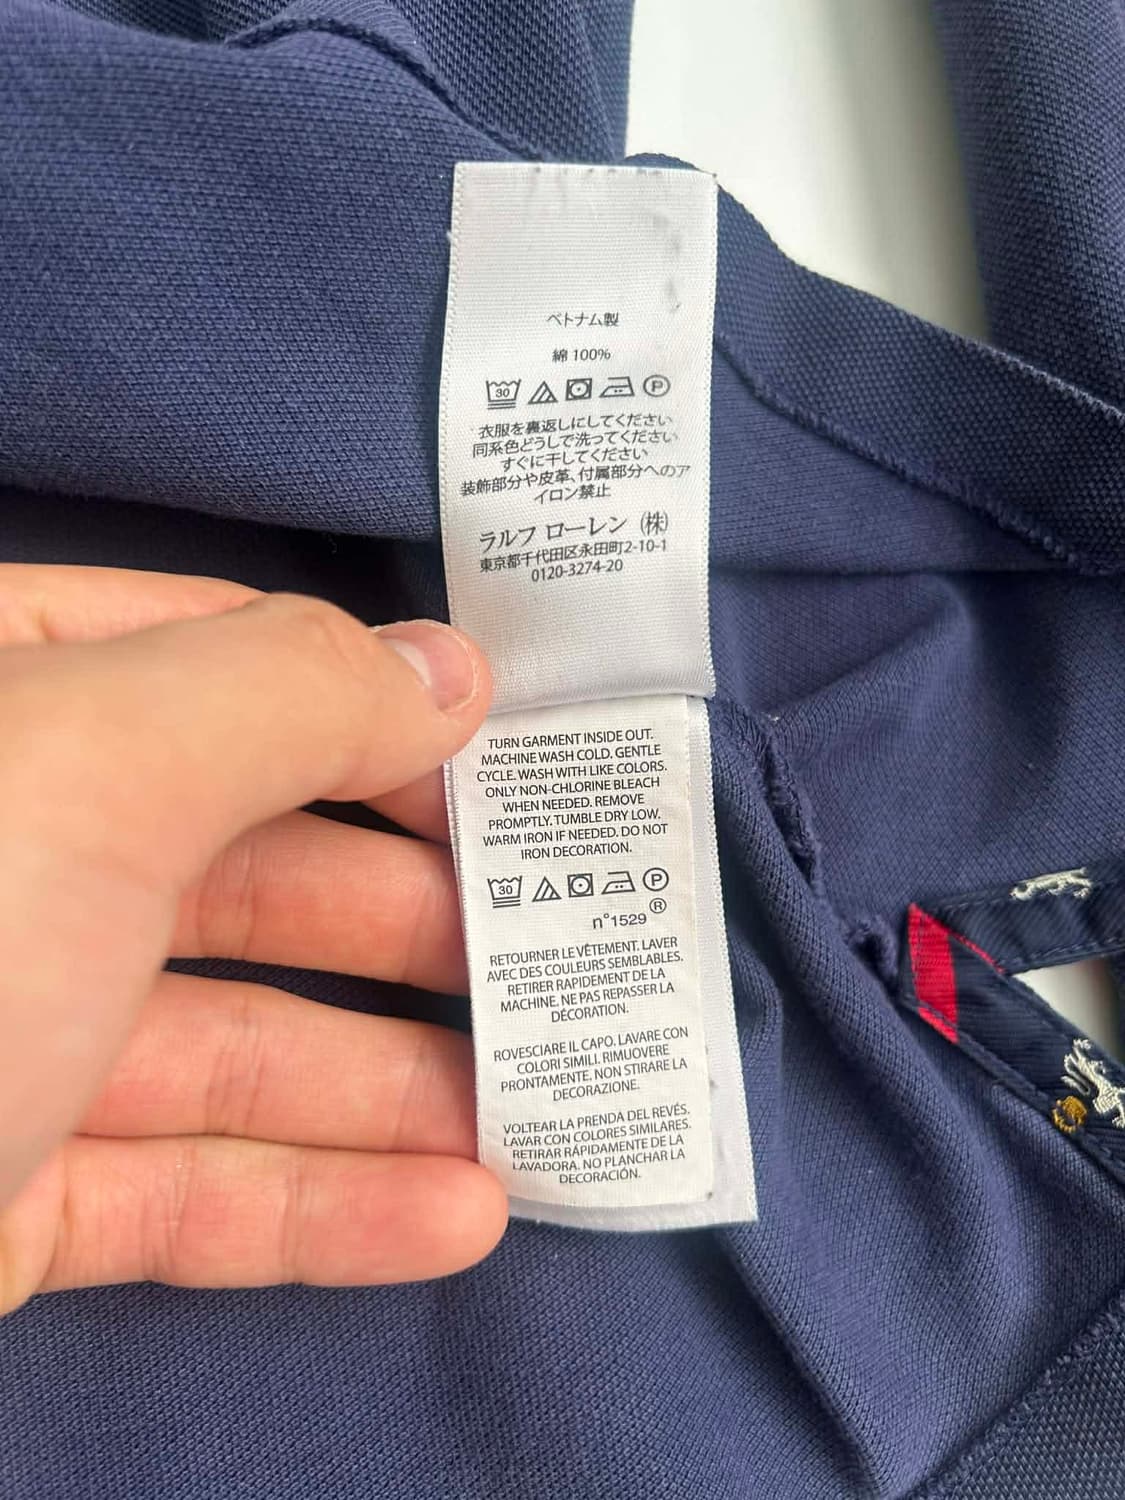 ベトナム製
綿 100%
30 P
衣服を裏返しにしてください
同系色どうしで洗ってください
すぐに干してください
装飾部分や皮革、付属部分へのア
イロン禁止
ラルフ ローレン (株)
東京都千代田区永田町2-10-1
0120-3274-20
TURN GARMENT INSIDE OUT.
MACHINE WASH COLD. GENTLE
CYCLE. WASH WITH LIKE COLORS.
ONLY NON-CHLORINE BLEACH
WHEN NEEDED. REMOVE
PROMPTLY. TUMBLE DRY LOW.
WARM IRON IF NEEDED. DO NOT
IRON DECORATION.
30 P
n°1529 ®
RETOURNER LE VÊTEMENT. LAVER
AVEC DES COULEURS SEMBLABLES.
RETIRER RAPIDEMENT DE LA
MACHINE. NE PAS REPASSER LA
DÉCORATION.
ROVESCIARE IL CAPO. LAVARE CON
COLORI SIMILI. RIMUOVERE
PRONTAMENTE. NON STIRARE LA
DECORAZIONE.
VOLTEAR LA PRENDA DEL REVÉS.
LAVAR CON COLORES SIMILARES.
RETIRAR RÁPIDAMENTE DE LA
LAVADORA. NO PLANCHAR LA
DECORACIÓN.